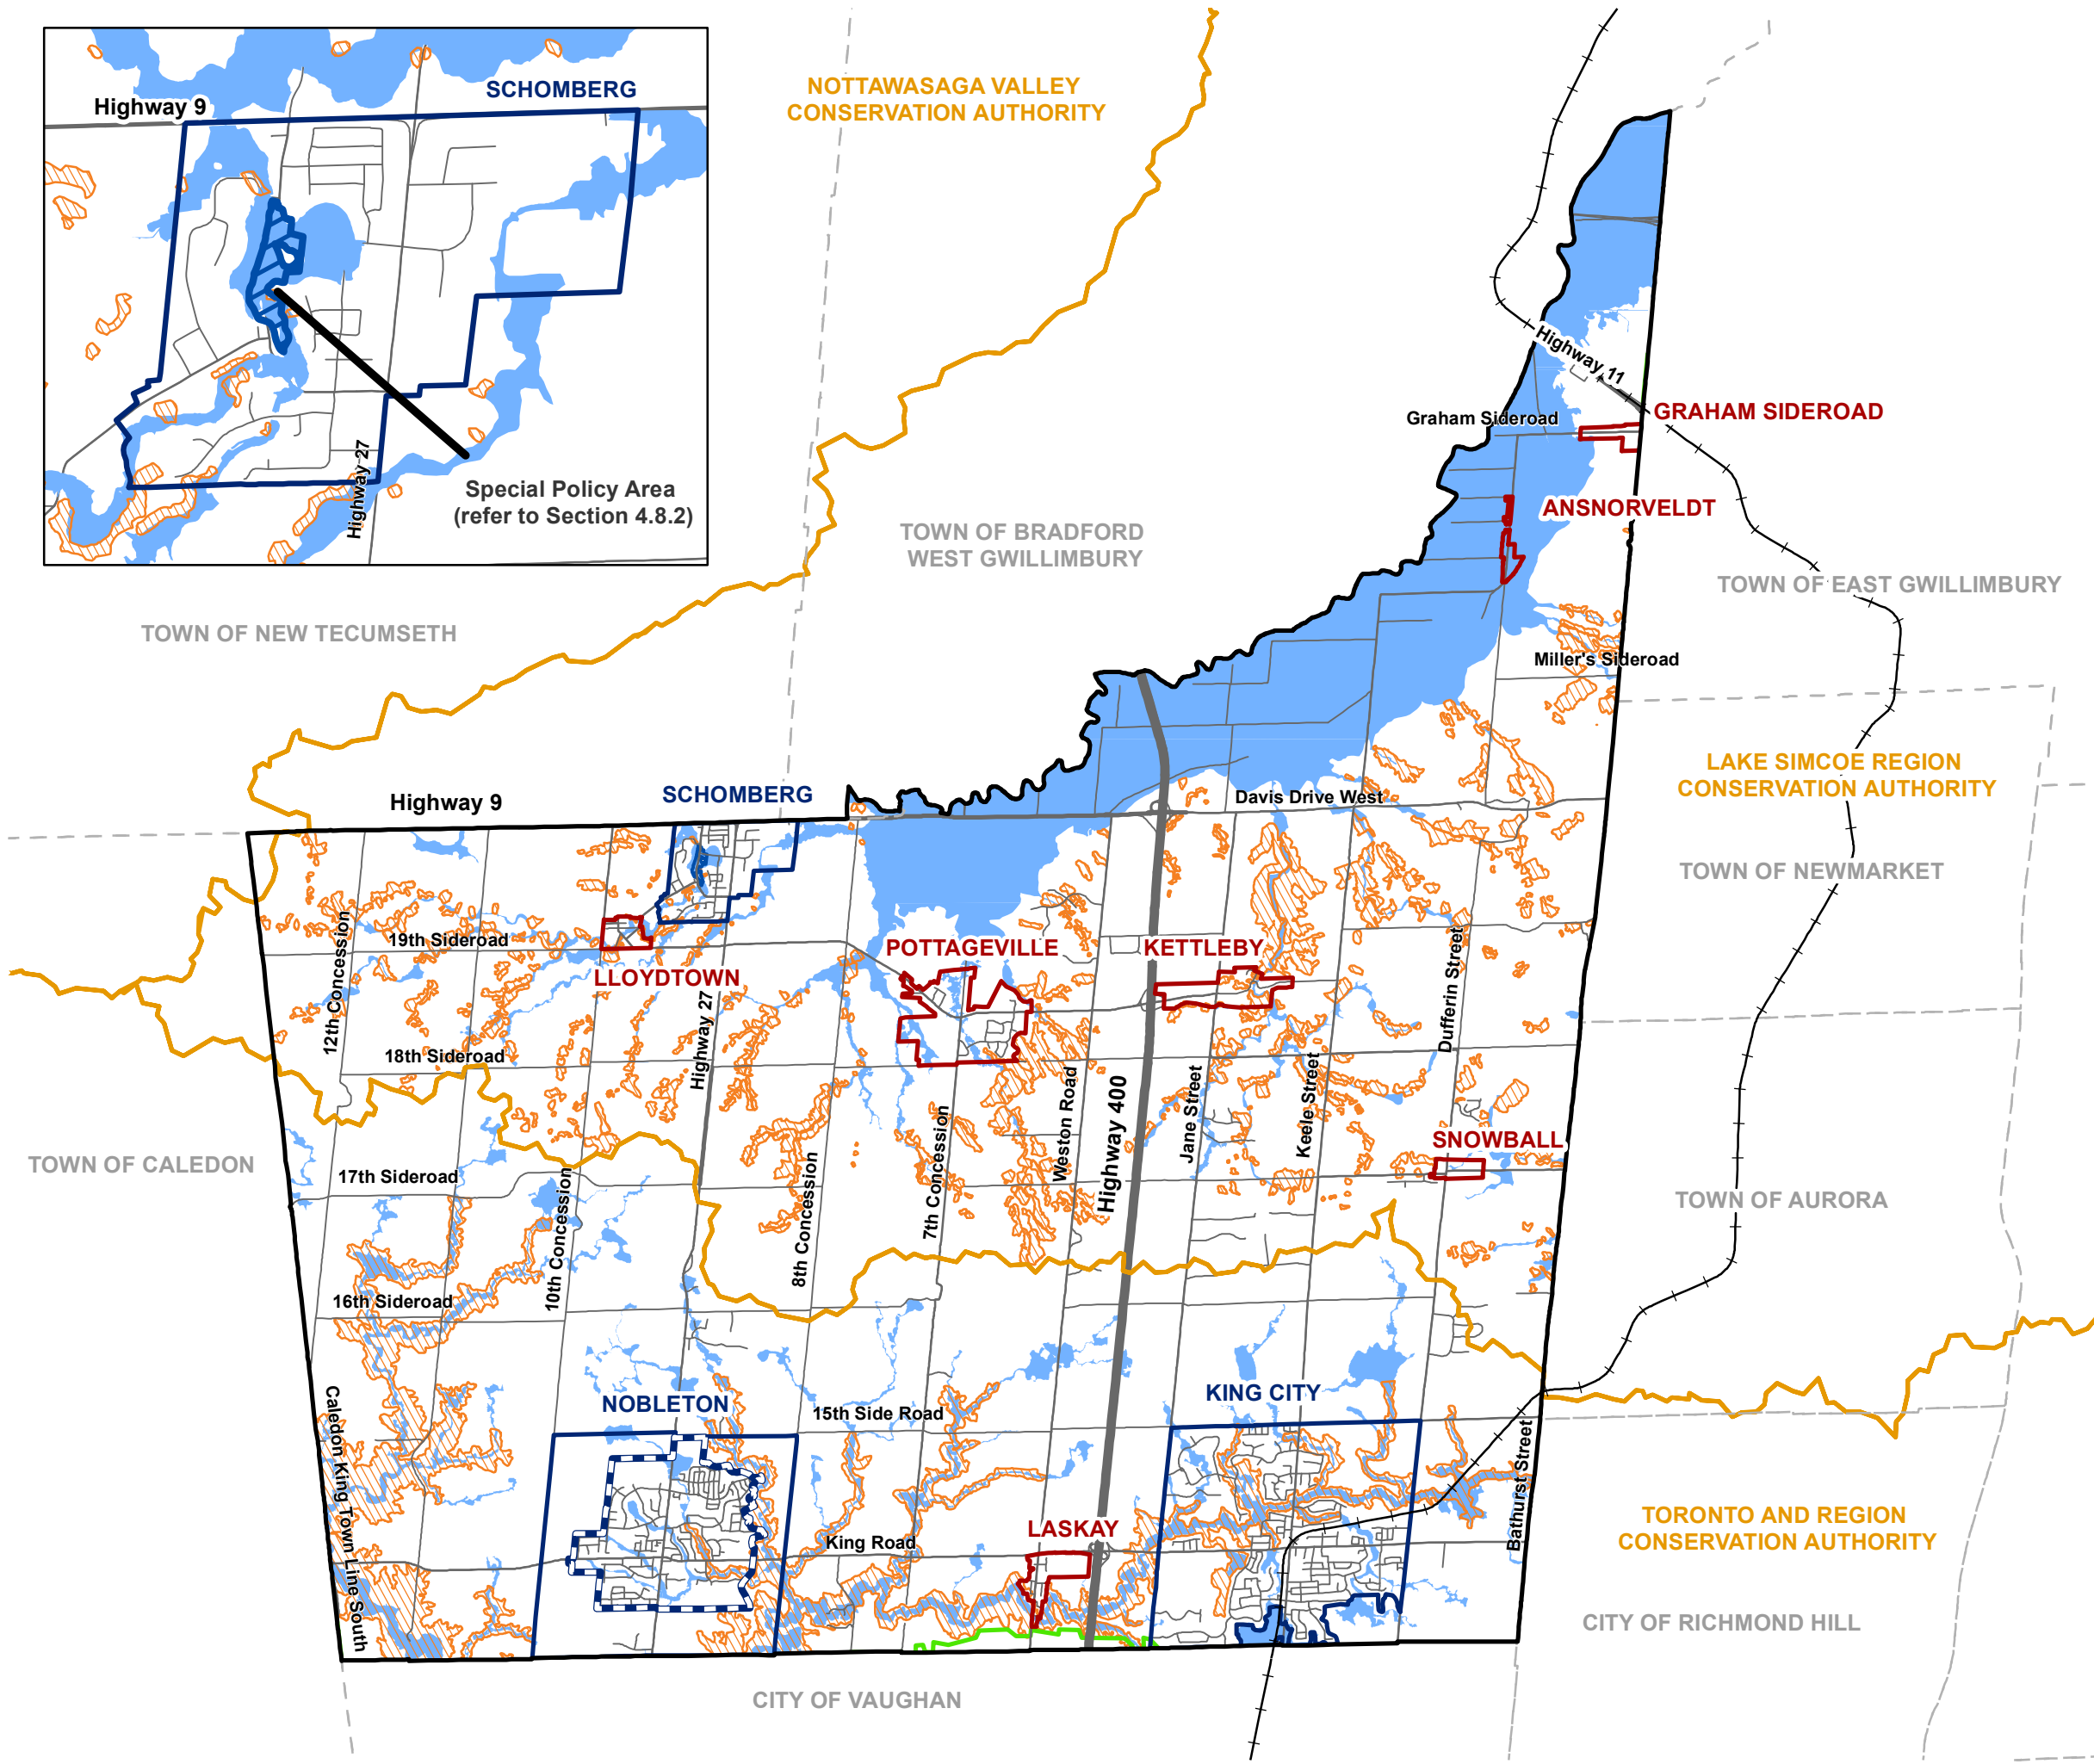 SCHOMBERG
Highway 9
Highway 27
Special Policy Area
(refer to Section 4.8.2)
NOTTAWASAGA VALLEY
CONSERVATION AUTHORITY
Highway 11
Graham Sideroad
GRAHAM SIDEROAD
ANSNORVELDT
TOWN OF BRADFORD
WEST GWILLIMBURY
TOWN OF EAST GWILLIMBURY
TOWN OF NEW TECUMSETH
Miller's Sideroad
LAKE SIMCOE REGION
CONSERVATION AUTHORITY
SCHOMBERG
Highway 9
Davis Drive West
TOWN OF NEWMARKET
12th Concession
19th Sideroad
LLOYDTOWN
POTTAGEVILLE
KETTLEBY
Dufferin Street
Highway 27
18th Sideroad
Weston Road
Highway 400
Jane Street
Keele Street
SNOWBALL
TOWN OF CALEDON
17th Sideroad
10th Concession
8th Concession
7th Concession
TOWN OF AURORA
16th Sideroad
NOBLETON
15th Side Road
KING CITY
Caledon King Town Line South
Bathurst Street
King Road
LASKAY
TORONTO AND REGION
CONSERVATION AUTHORITY
CITY OF RICHMOND HILL
CITY OF VAUGHAN